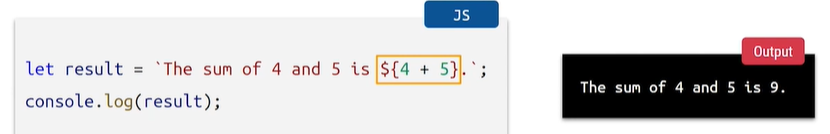 JS
let result = `The sum of 4 and 5 is ${4 + 5}.`;
console.log(result);
Output
The sum of 4 and 5 is 9.